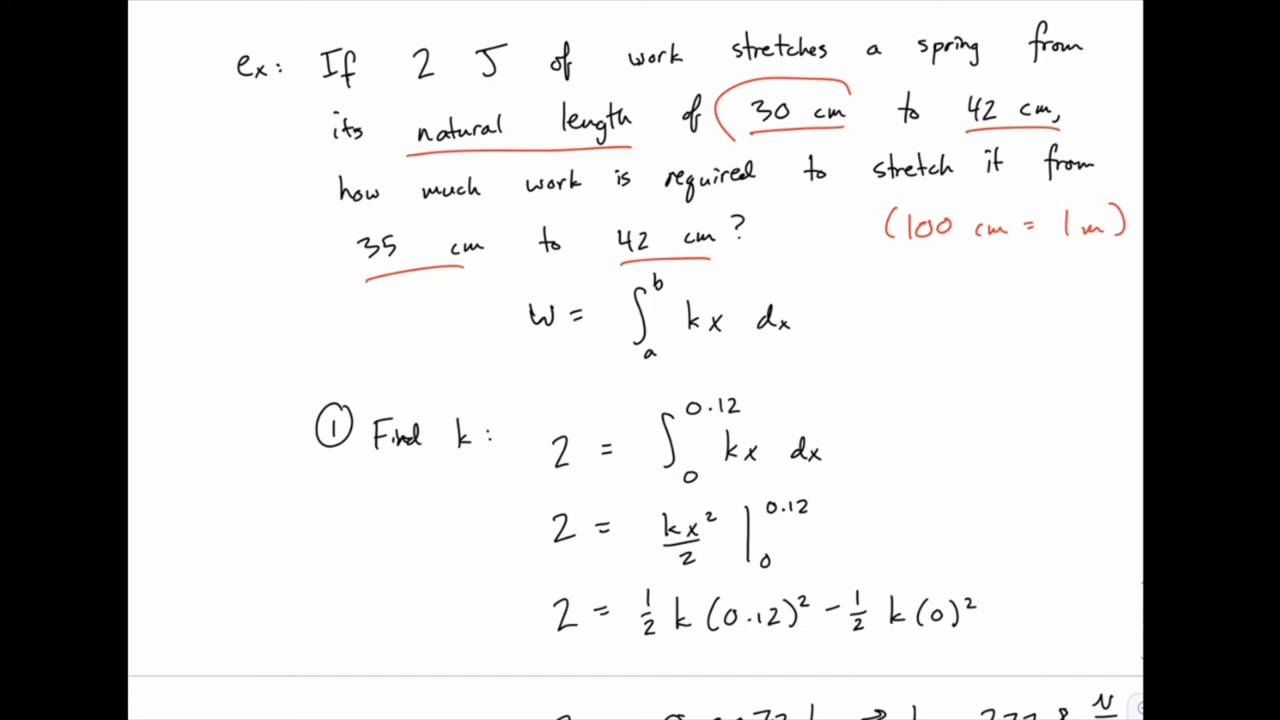 ex: If 2 J of work stretches a spring from
its natural length of 30 cm to 42 cm,
how much work is required to stretch it from
35 cm to 42 cm? (100 cm = 1 m)
W = ∫_a^b kx dx
① Find k: 2 = ∫_0^0.12 kx dx
2 = kx²/2 |_0^0.12
2 = 1/2 k (0.12)² - 1/2 k (0)²